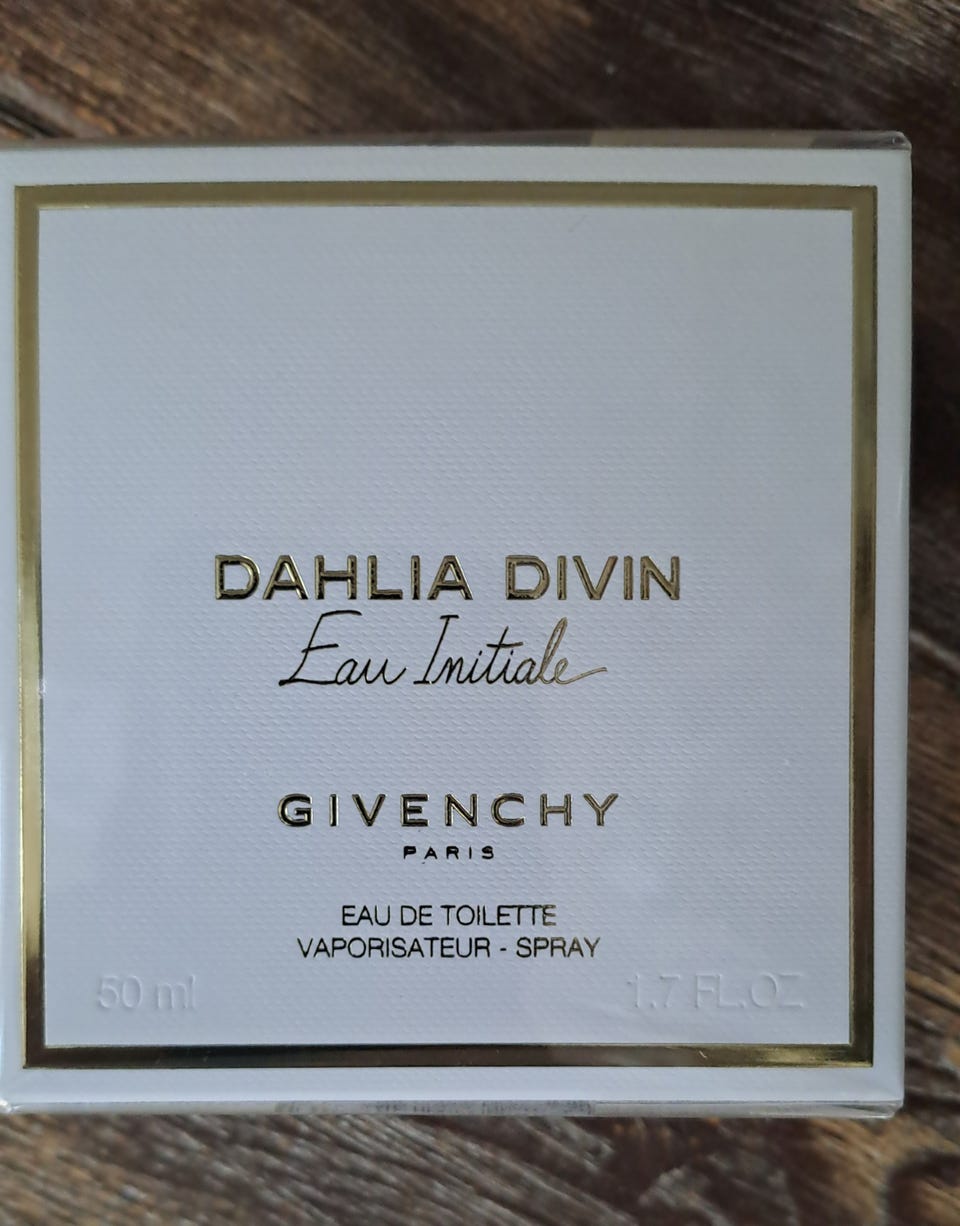 DAHLIA DIVIN
Eau Initiale
GIVENCHY
PARIS
EAU DE TOILETTE
VAPORISATEUR - SPRAY
50 ml 1.7 FL.OZ